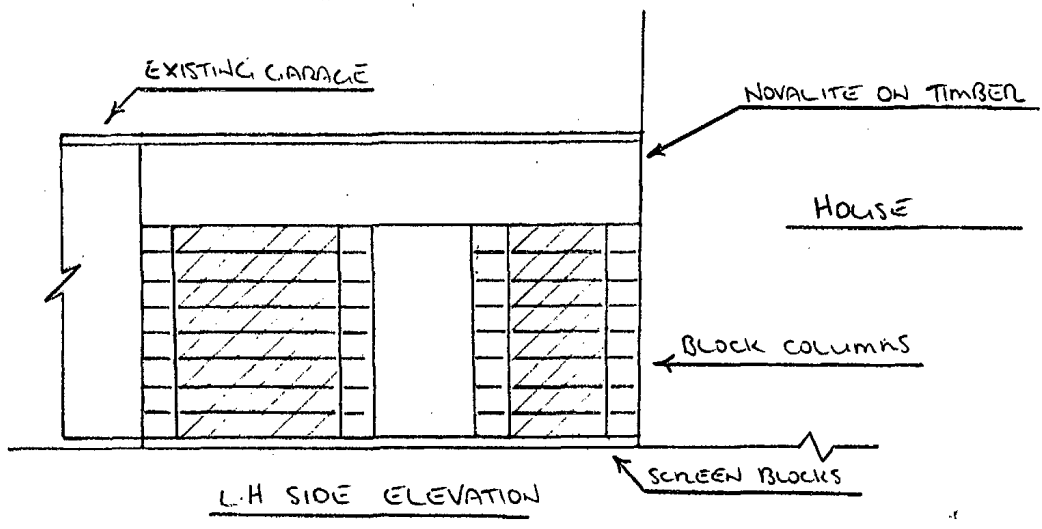 EXISTING GARAGE
NOVALITE ON TIMBER
HOUSE
BLOCK COLUMNS
SCREEN BLOCKS
L.H SIDE ELEVATION